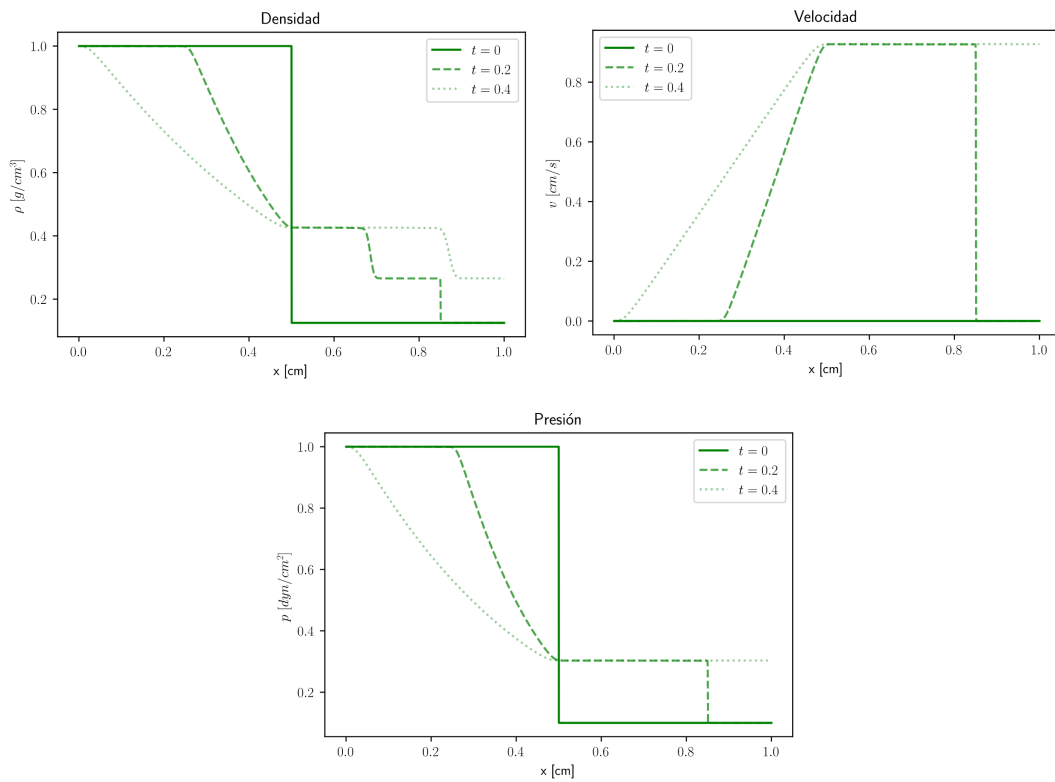 Densidad
1.0
0.8
0.6
0.4
0.2
ρ [g/cm³]
0.0 0.2 0.4 0.6 0.8 1.0
x [cm]
t = 0
t = 0.2
t = 0.4
Velocidad
0.8
0.6
0.4
0.2
0.0
v [cm/s]
0.0 0.2 0.4 0.6 0.8 1.0
x [cm]
t = 0
t = 0.2
t = 0.4
Presión
1.0
0.8
0.6
0.4
0.2
p [dyn/cm²]
0.0 0.2 0.4 0.6 0.8 1.0
x [cm]
t = 0
t = 0.2
t = 0.4